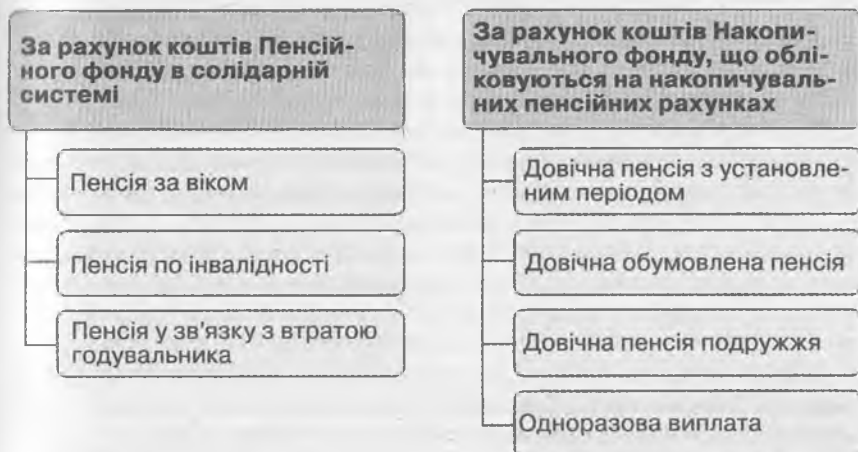 За рахунок коштів Пенсій-
ного фонду в солідарній
системі
Пенсія за віком
Пенсія по інвалідності
Пенсія у зв'язку з втратою
годувальника
За рахунок коштів Накопи-
чувального фонду, що облі-
ковуються на накопичуваль-
них пенсійних рахунках
Довічна пенсія з установле-
ним періодом
Довічна обумовлена пенсія
Довічна пенсія подружжя
Одноразова виплата